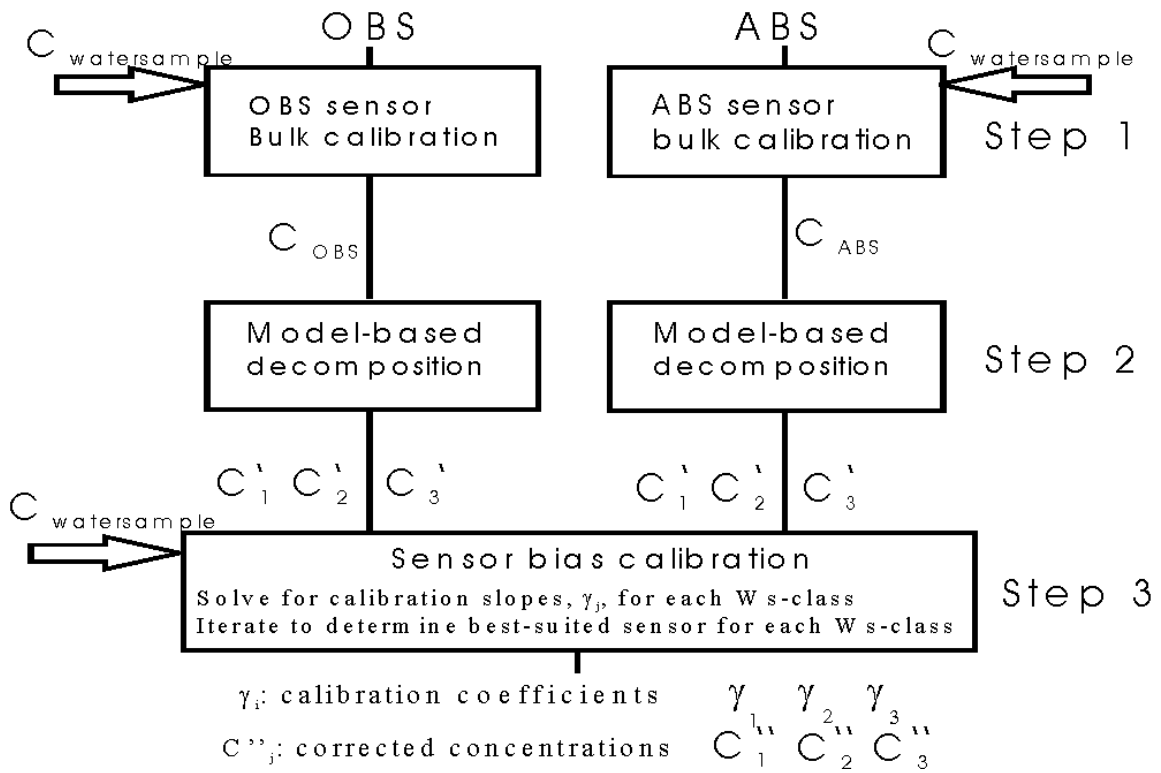 OBS
ABS
C watersample
C watersample
OBS sensor
Bulk calibration
ABS sensor
bulk calibration
Step 1
C OBS
C ABS
Model-based
decomposition
Model-based
decomposition
Step 2
C'1 C'2 C3'
C'1 C'2 C3'
C watersample
Sensor bias calibration
Solve for calibration slopes, γj, for each Ws-class
Iterate to determine best-suited sensor for each Ws-class
Step 3
γi: calibration coefficients γ1 γ2 γ3
C''j: corrected concentrations C''1 C''2 C''3